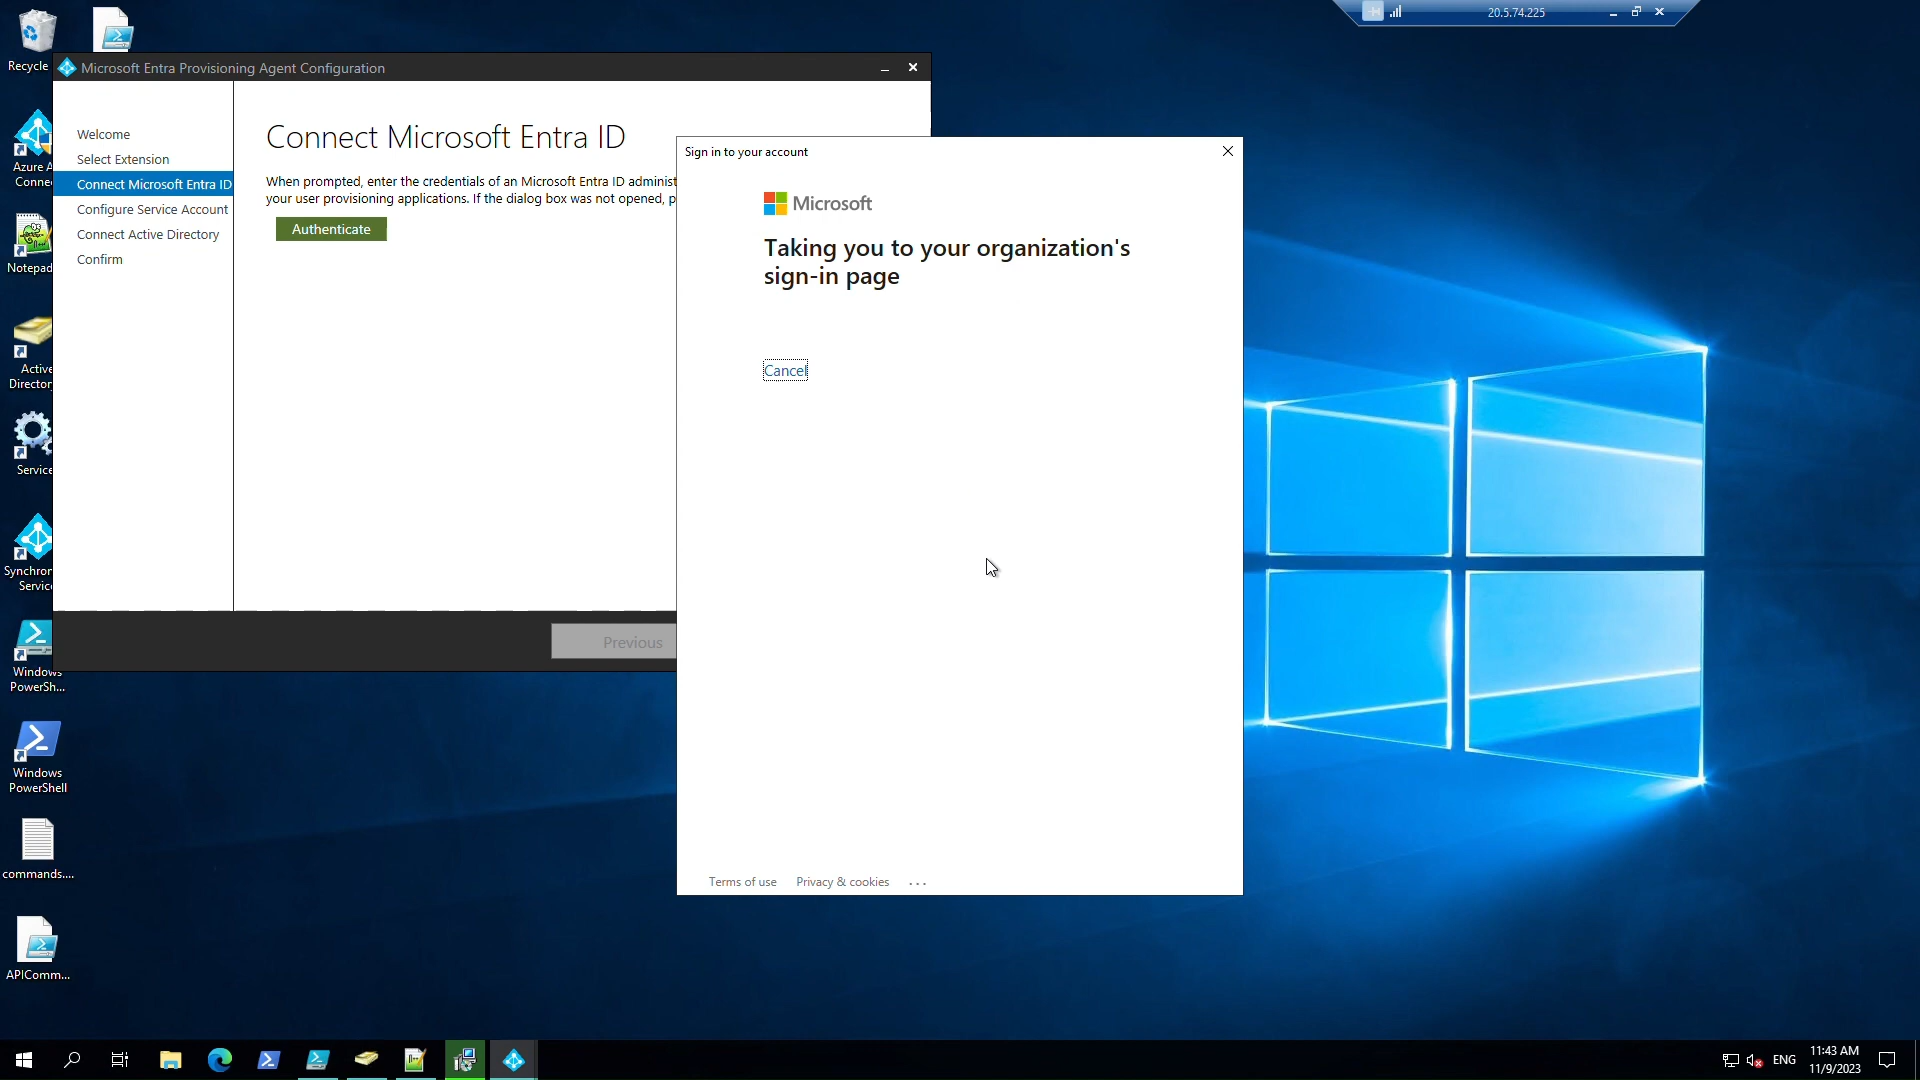 20.5.74.225
Recycle
Microsoft Entra Provisioning Agent Configuration
Welcome
Select Extension
Connect Microsoft Entra ID
Configure Service Account
Connect Active Directory
Confirm
Connect Microsoft Entra ID
When prompted, enter the credentials of an Microsoft Entra ID administ
your user provisioning applications. If the dialog box was not opened, p
Authenticate
Previous
Sign in to your account
Microsoft
Taking you to your organization's
sign-in page
Cancel
Terms of use
Privacy & cookies
...
Azure A
Conne
Notepad
Active
Director
Service
Synchron
Service
Windows
PowerSh...
Windows
PowerShell
commands....
APIComm...
ENG
11:43 AM
11/9/2023